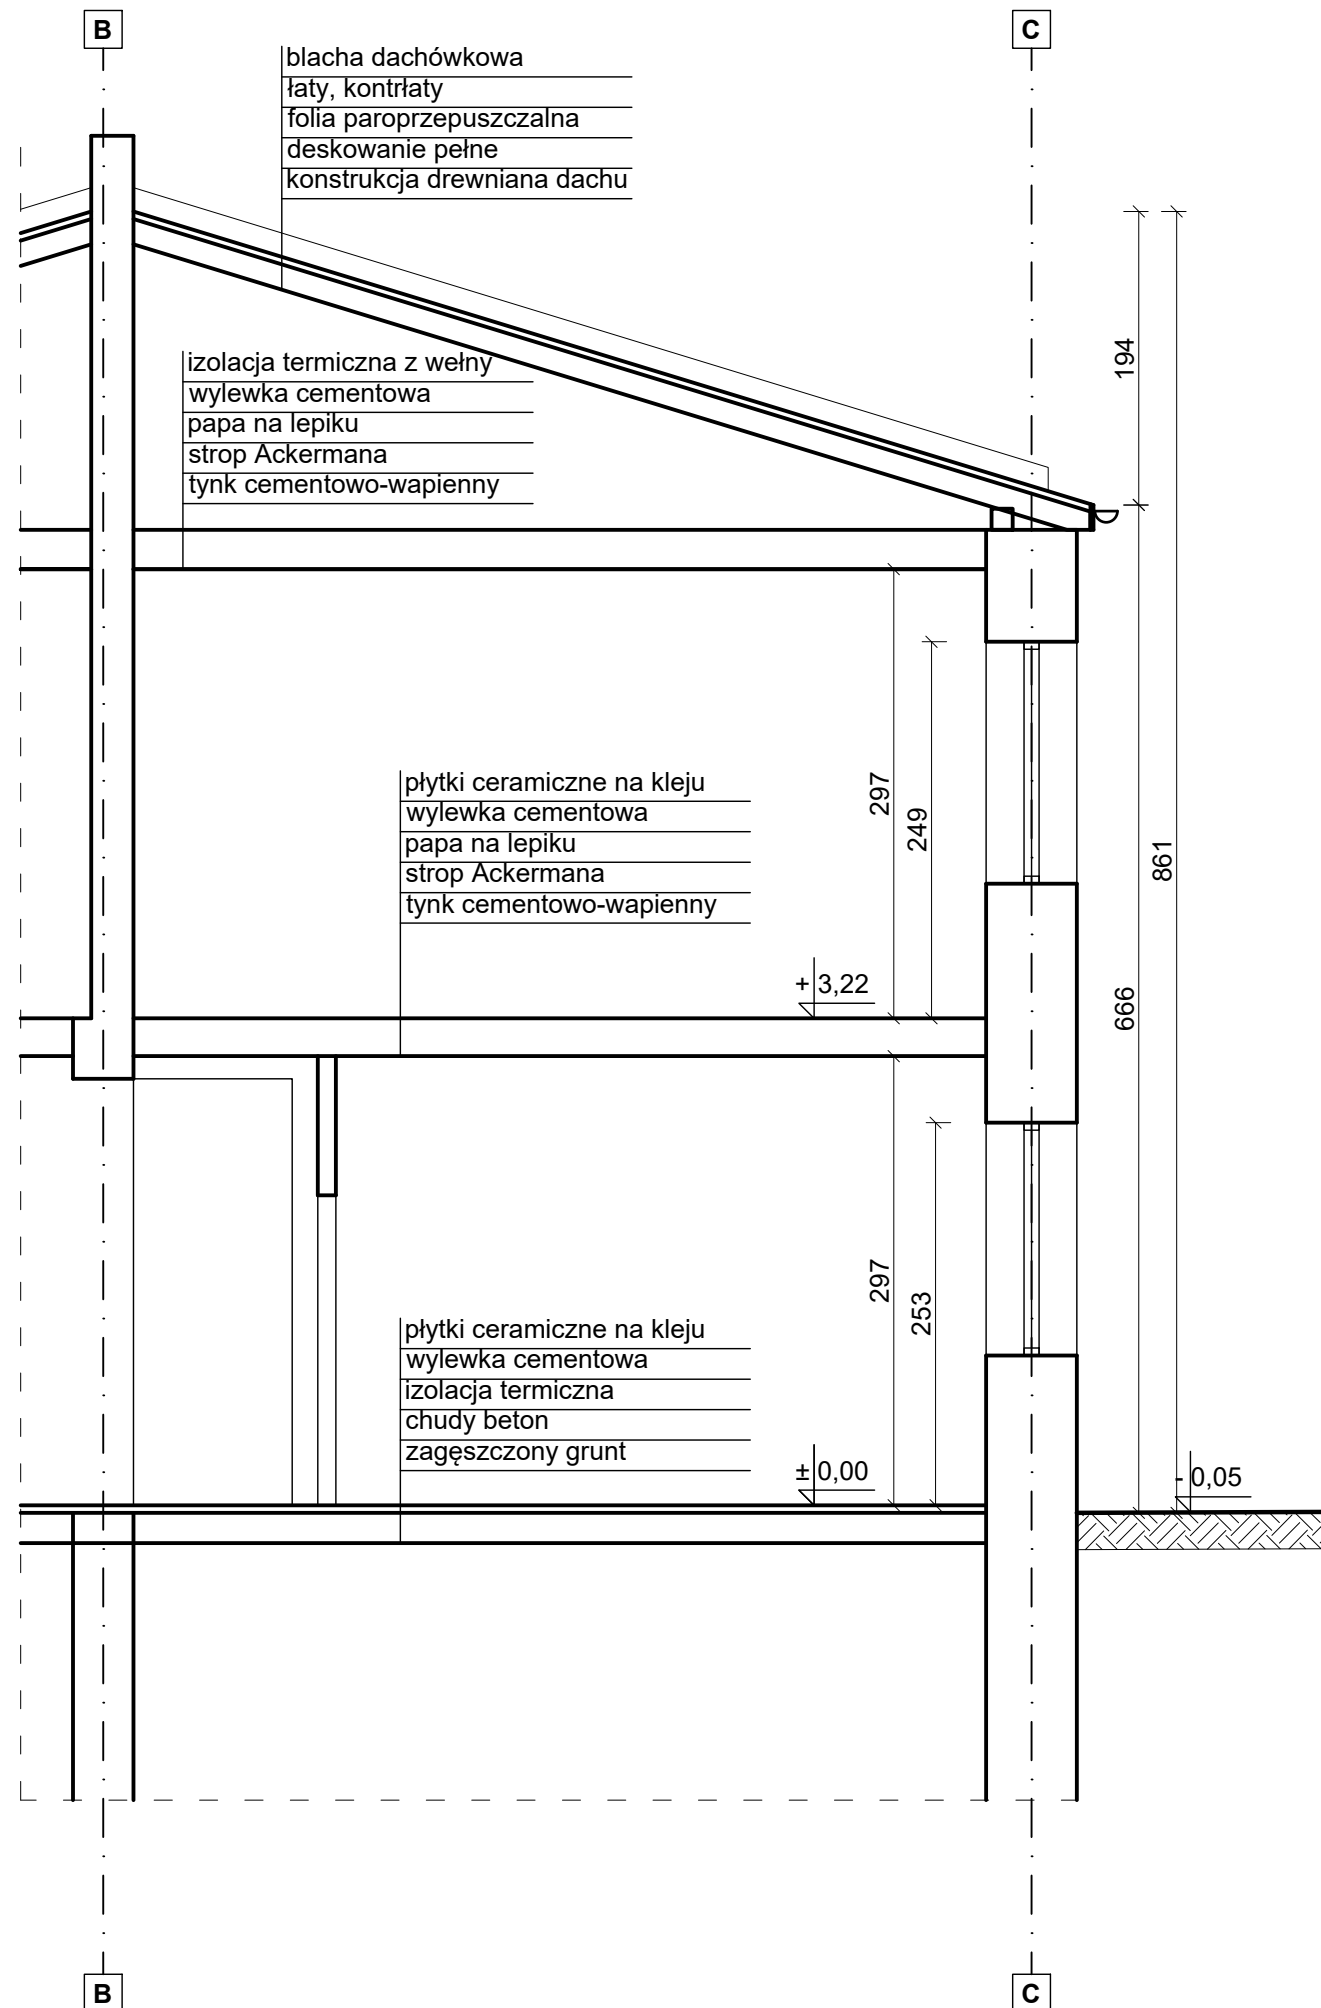 B
C
blacha dachówkowa
łaty, kontrłaty
folia paroprzepuszczalna
deskowanie pełne
konstrukcja drewniana dachu
194
izolacja termiczna z wełny
wylewka cementowa
papa na lepiku
strop Ackermana
tynk cementowo-wapienny
płytki ceramiczne na kleju
wylewka cementowa
papa na lepiku
strop Ackermana
tynk cementowo-wapienny
297
249
861
+ 3,22
666
297
253
płytki ceramiczne na kleju
wylewka cementowa
izolacja termiczna
chudy beton
zagęszczony grunt
± 0,00
- 0,05
B
C